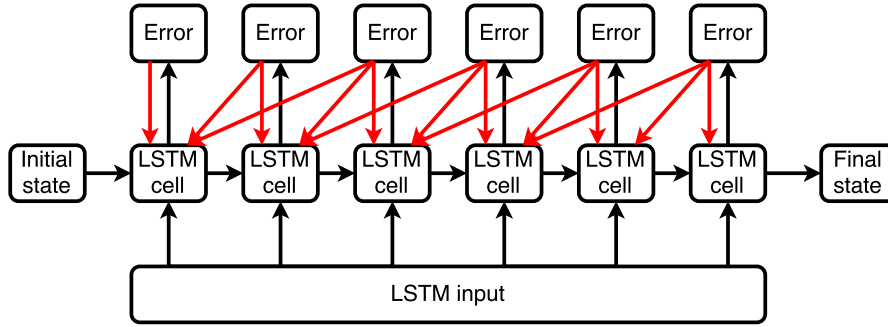 Error
Error
Error
Error
Error
Error
Initial
state
LSTM
cell
LSTM
cell
LSTM
cell
LSTM
cell
LSTM
cell
LSTM
cell
Final
state
LSTM input